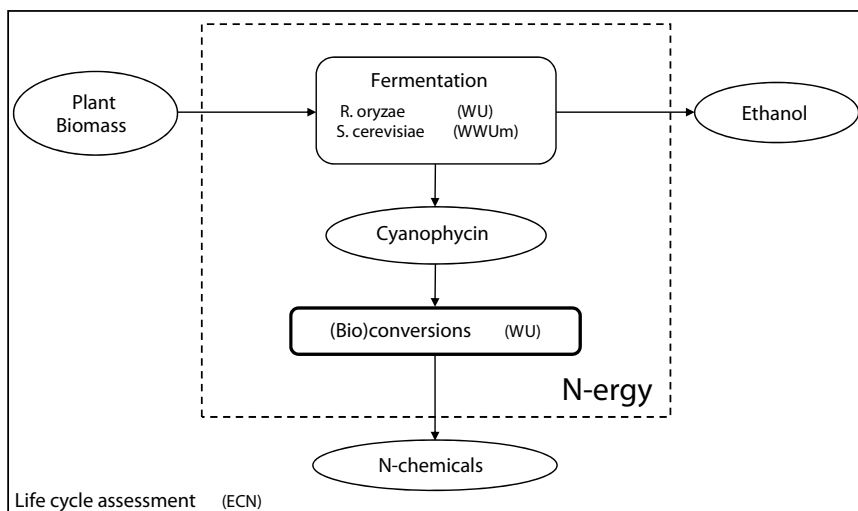 Fermentation
R. oryzae (WU)
S. cerevisiae (WWUm)
Plant
Biomass
Ethanol
Cyanophycin
(Bio)conversions (WU)
N-ergy
N-chemicals
Life cycle assessment (ECN)